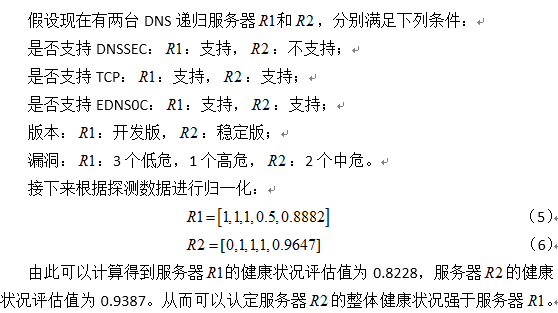 假设现在有两台 DNS 递归服务器 R1和 R2，分别满足下列条件：
是否支持 DNSSEC：R1：支持，R2：不支持；
是否支持 TCP：R1：支持，R2：支持；
是否支持 EDNS0C：R1：支持，R2：支持；
版本：R1：开发版，R2：稳定版；
漏洞：R1：3 个低危，1 个高危，R2：2 个中危。
接下来根据探测数据进行归一化：
R1=[1,1,1,0.5,0.8882] （5）
R2=[0,1,1,1,0.9647] （6）
由此可以计算得到服务器 R1的健康状况评估值为 0.8228，服务器 R2 的健康
状况评估值为 0.9387。从而可以认定服务器 R2 的整体健康状况强于服务器 R1。